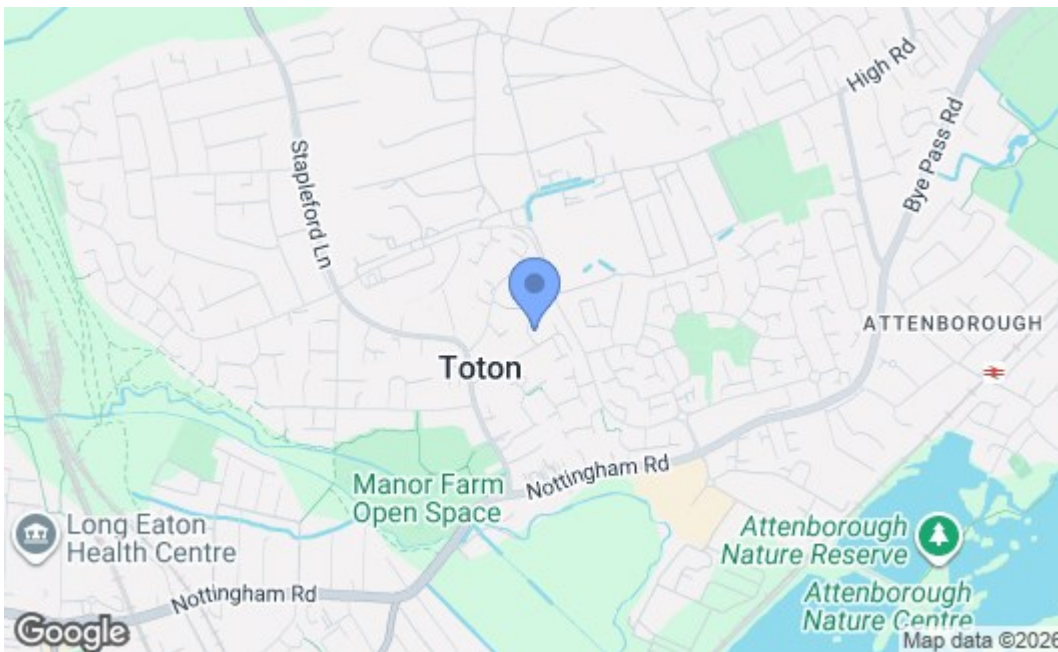 High Rd
Bye Pass Rd
Stapleford Ln
ATTENBOROUGH
Toton
Nottingham Rd
Manor Farm
Open Space
Long Eaton
Health Centre
Attenborough
Nature Reserve
Attenborough
Nature Centre
Nottingham Rd
Google
Map data ©2026